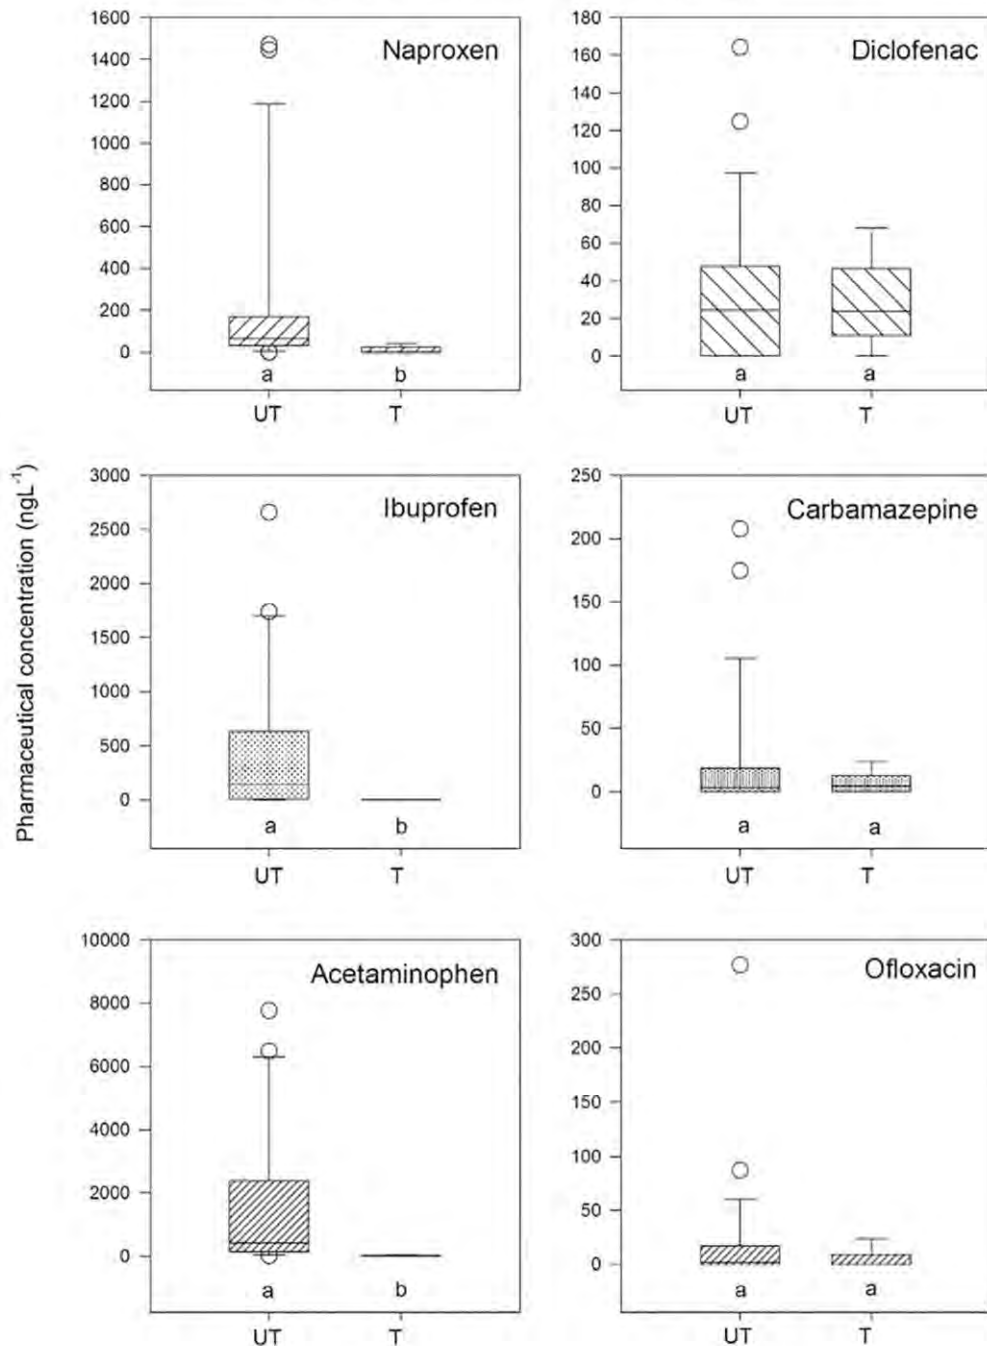 Pharmaceutical concentration (ngL⁻¹)
Naproxen
1600
1400
1200
1000
800
600
400
200
0
a b
UT T
Diclofenac
180
160
140
120
100
80
60
40
20
0
a a
UT T
Ibuprofen
3000
2500
2000
1500
1000
500
0
a b
UT T
Carbamazepine
250
200
150
100
50
0
a a
UT T
Acetaminophen
10000
8000
6000
4000
2000
0
a b
UT T
Ofloxacin
300
250
200
150
100
50
0
a a
UT T